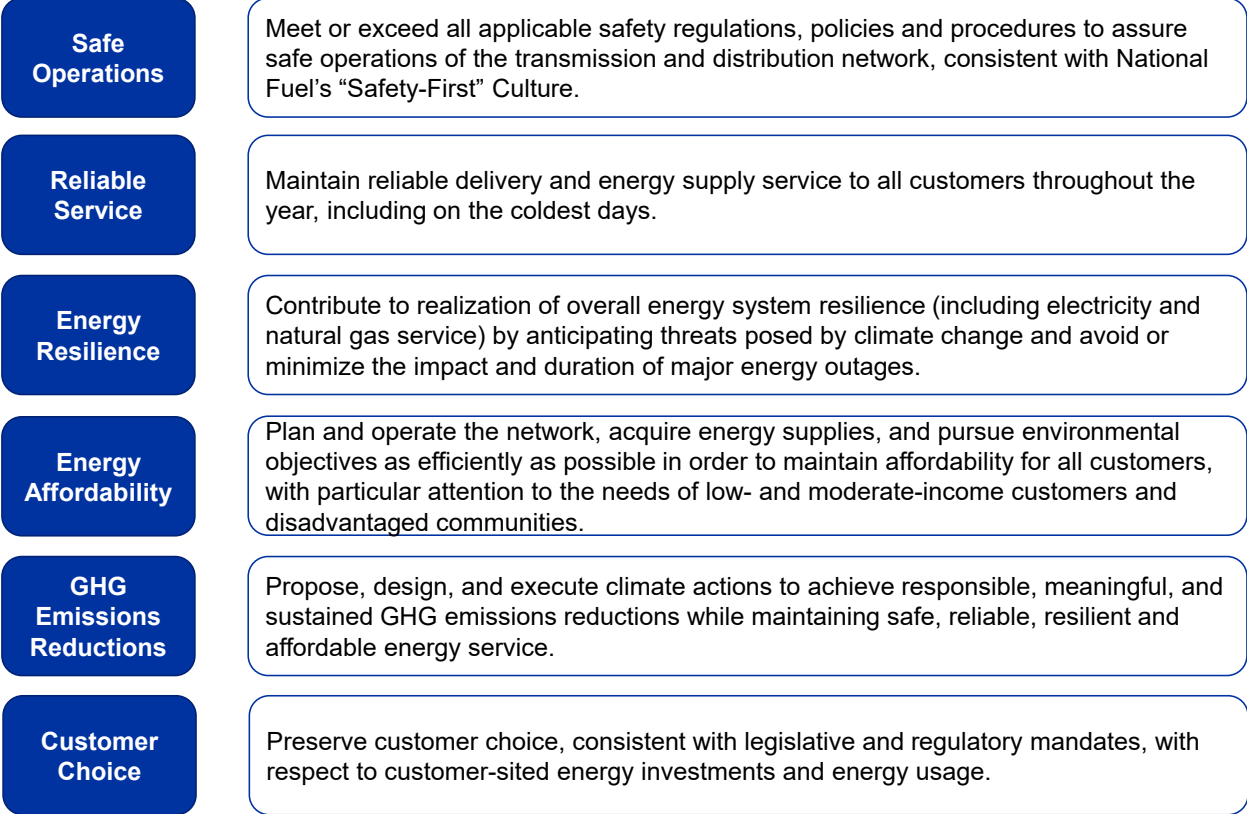 Safe
Operations
Meet or exceed all applicable safety regulations, policies and procedures to assure
safe operations of the transmission and distribution network, consistent with National
Fuel’s “Safety-First” Culture.
Reliable
Service
Maintain reliable delivery and energy supply service to all customers throughout the
year, including on the coldest days.
Energy
Resilience
Contribute to realization of overall energy system resilience (including electricity and
natural gas service) by anticipating threats posed by climate change and avoid or
minimize the impact and duration of major energy outages.
Energy
Affordability
Plan and operate the network, acquire energy supplies, and pursue environmental
objectives as efficiently as possible in order to maintain affordability for all customers,
with particular attention to the needs of low- and moderate-income customers and
disadvantaged communities.
GHG
Emissions
Reductions
Propose, design, and execute climate actions to achieve responsible, meaningful, and
sustained GHG emissions reductions while maintaining safe, reliable, resilient and
affordable energy service.
Customer
Choice
Preserve customer choice, consistent with legislative and regulatory mandates, with
respect to customer-sited energy investments and energy usage.